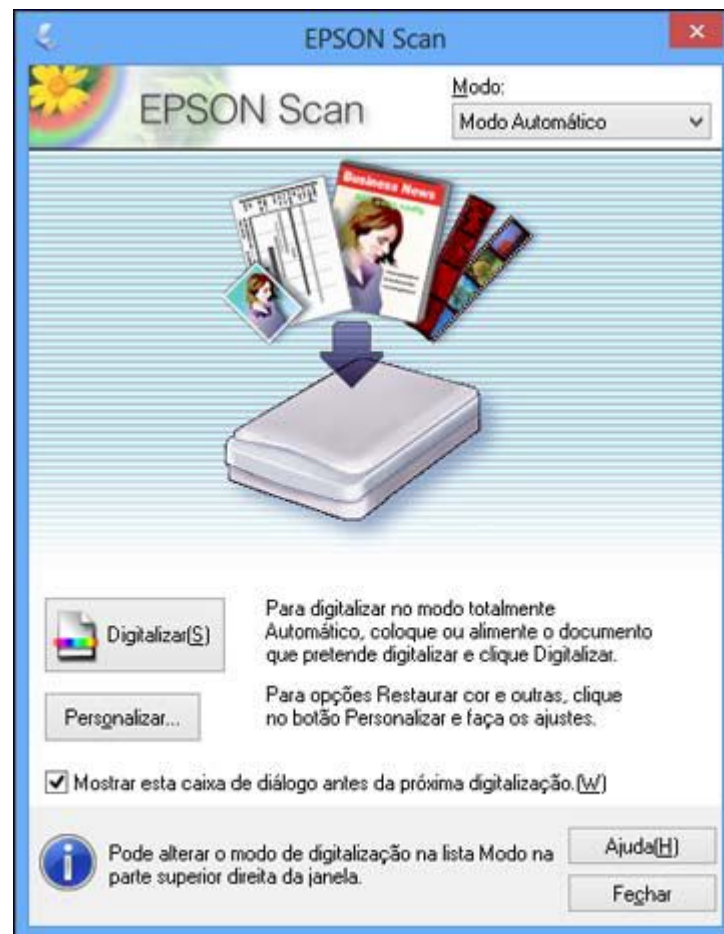 EPSON Scan
EPSON Scan
Modo:
Modo Automático
Business News
Digitalizar(S)
Para digitalizar no modo totalmente
Automático, coloque ou alimente o documento
que pretende digitalizar e clique Digitalizar.
Personalizar...
Para opções Restaurar cor e outras, clique
no botão Personalizar e faça os ajustes.
Mostrar esta caixa de diálogo antes da próxima digitalização.(W)
Pode alterar o modo de digitalização na lista Modo na
parte superior direita da janela.
Ajuda(H)
Fechar